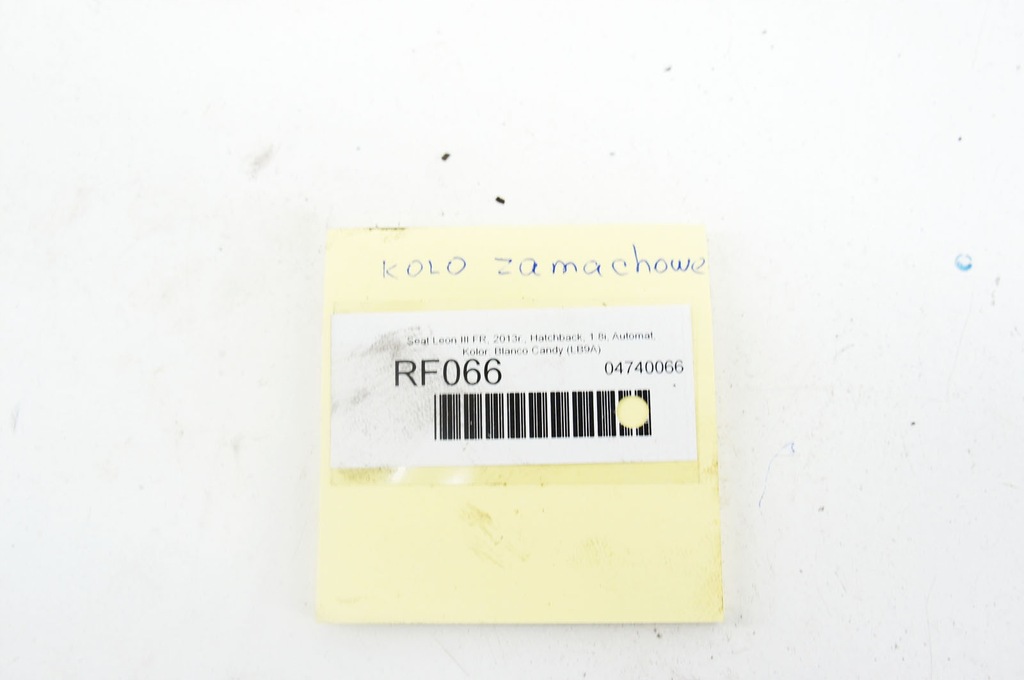 KOLO zamachowe
Seat Leon III FR, 2013r., Hatchback, 1.8i, Automat,
Kolor: Blanco Candy (LB9A)
RF066
04740066